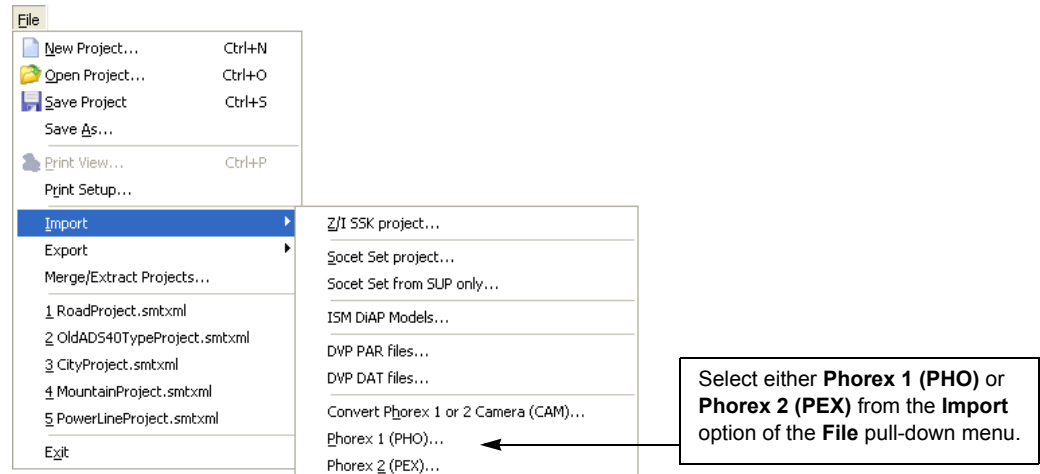 File
New Project... Ctrl+N
Open Project... Ctrl+O
Save Project Ctrl+S
Save As...
Print View... Ctrl+P
Print Setup...
Import
Export
Merge/Extract Projects...
1 RoadProject.smtxml
2 OldADS40TypeProject.smtxml
3 CityProject.smtxml
4 MountainProject.smtxml
5 PowerLineProject.smtxml
Exit
Z/I SSK project...
Socet Set project...
Socet Set from SUP only...
ISM DiAP Models...
DVP PAR files...
DVP DAT files...
Convert Phorex 1 or 2 Camera (CAM)...
Phorex 1 (PHO)...
Phorex 2 (PEX)...
Select either Phorex 1 (PHO) or
Phorex 2 (PEX) from the Import
option of the File pull-down menu.